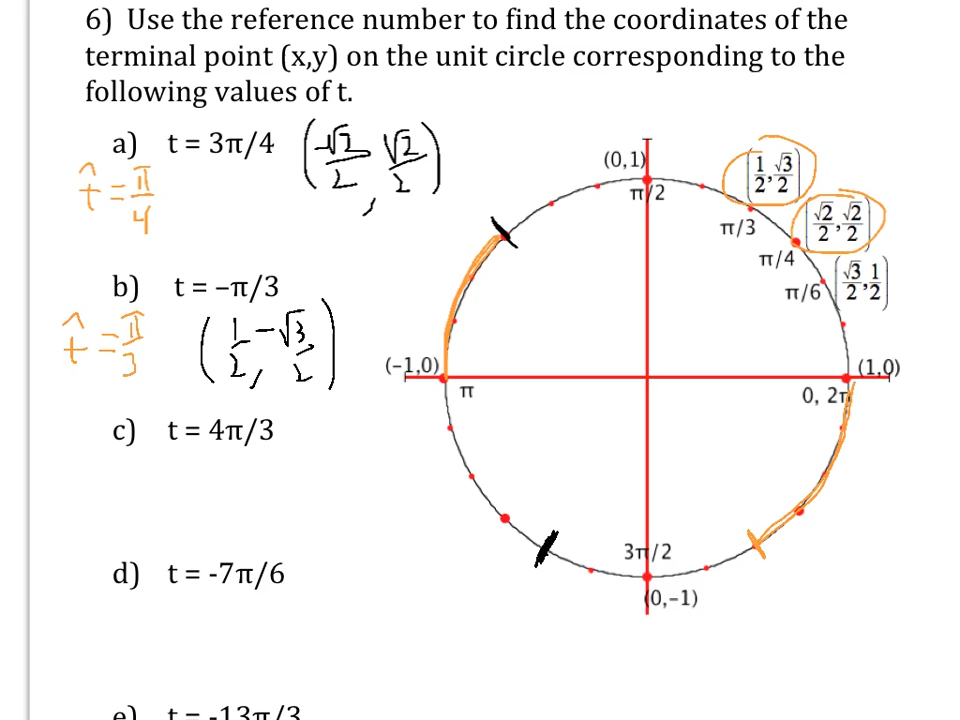 6) Use the reference number to find the coordinates of the
terminal point (x,y) on the unit circle corresponding to the
following values of t.
a) t = 3π/4 (-√2/2, √2/2)
t̂ = π/4
b) t = −π/3
t̂ = π/3 (1/2, -√3/2)
c) t = 4π/3
d) t = -7π/6
e) t = -13π/3
(0,1)
π/2
(1/2, √3/2)
π/3
(√2/2, √2/2)
π/4
(√3/2, 1/2)
π/6
(-1,0)
π
(1,0)
0, 2π
3π/2
(0,-1)